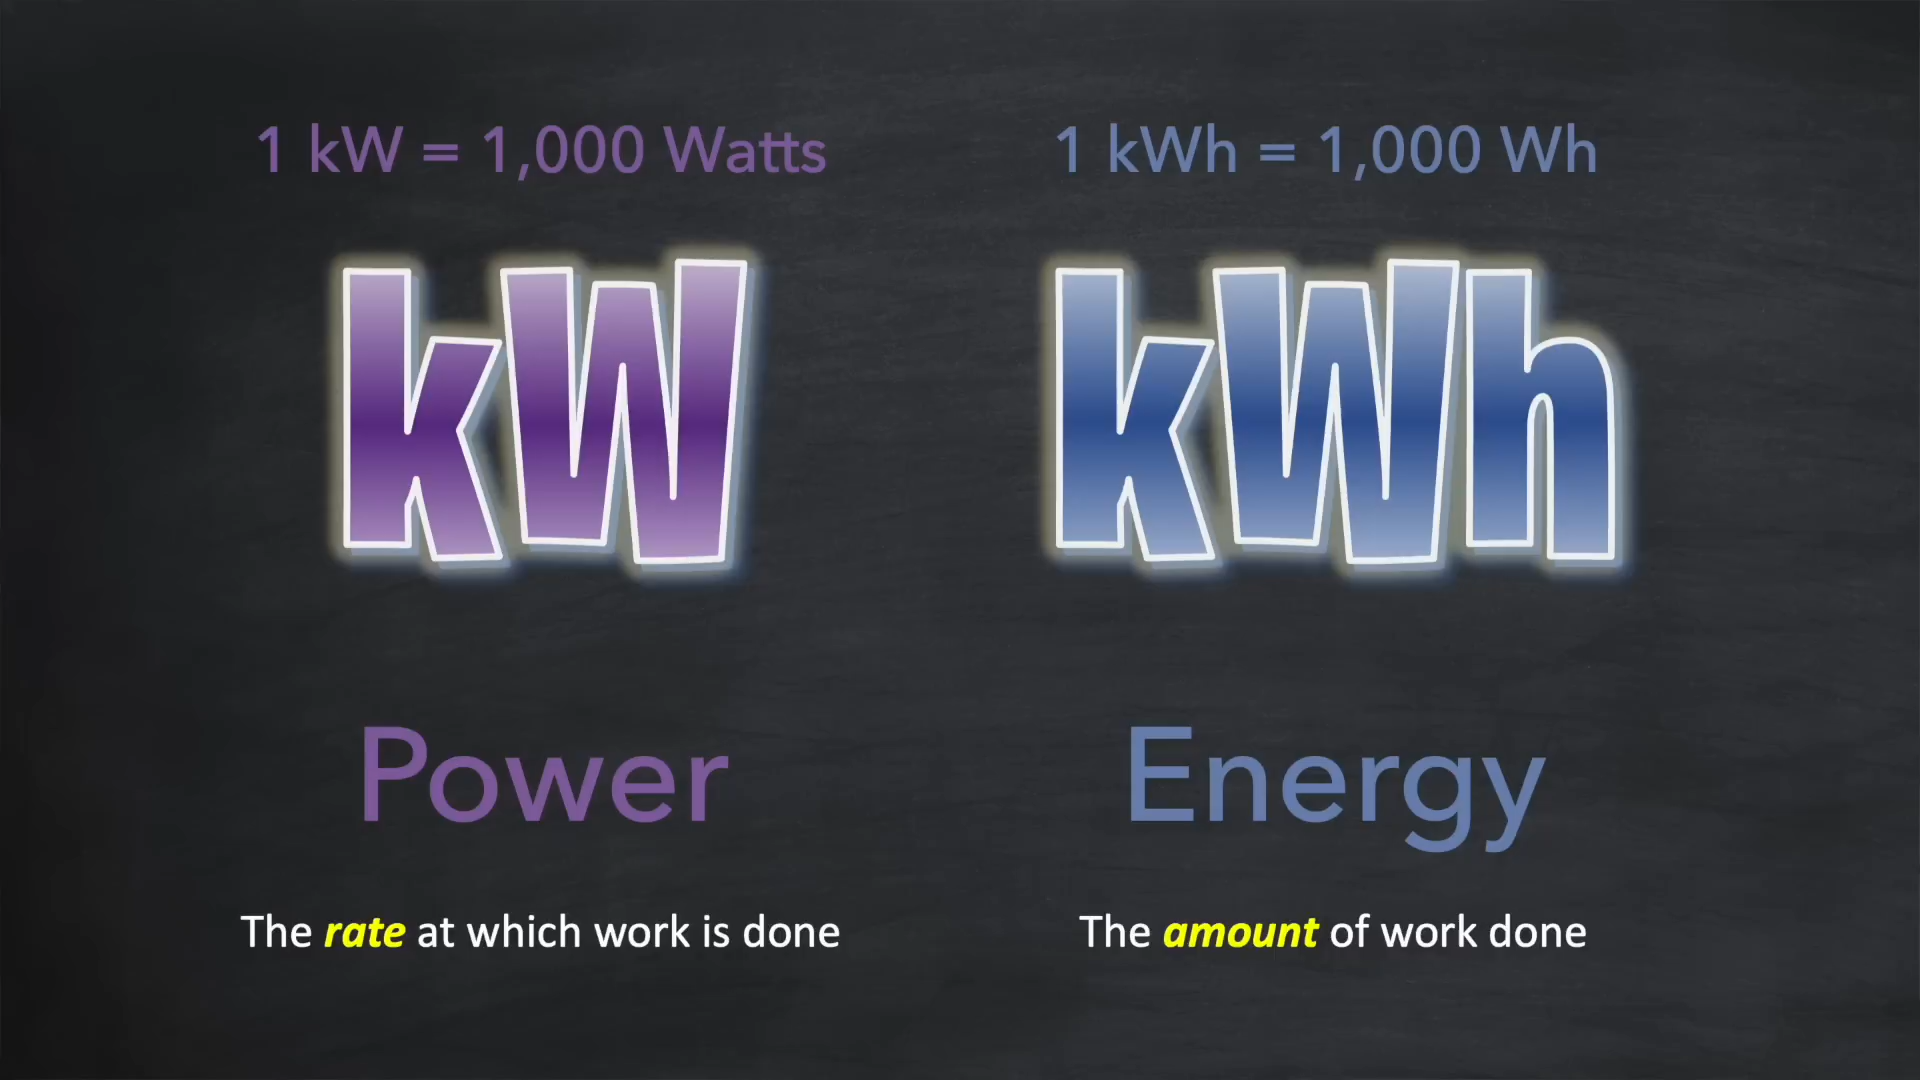 1 kW = 1,000 Watts
kW
Power
The rate at which work is done
1 kWh = 1,000 Wh
kWh
Energy
The amount of work done